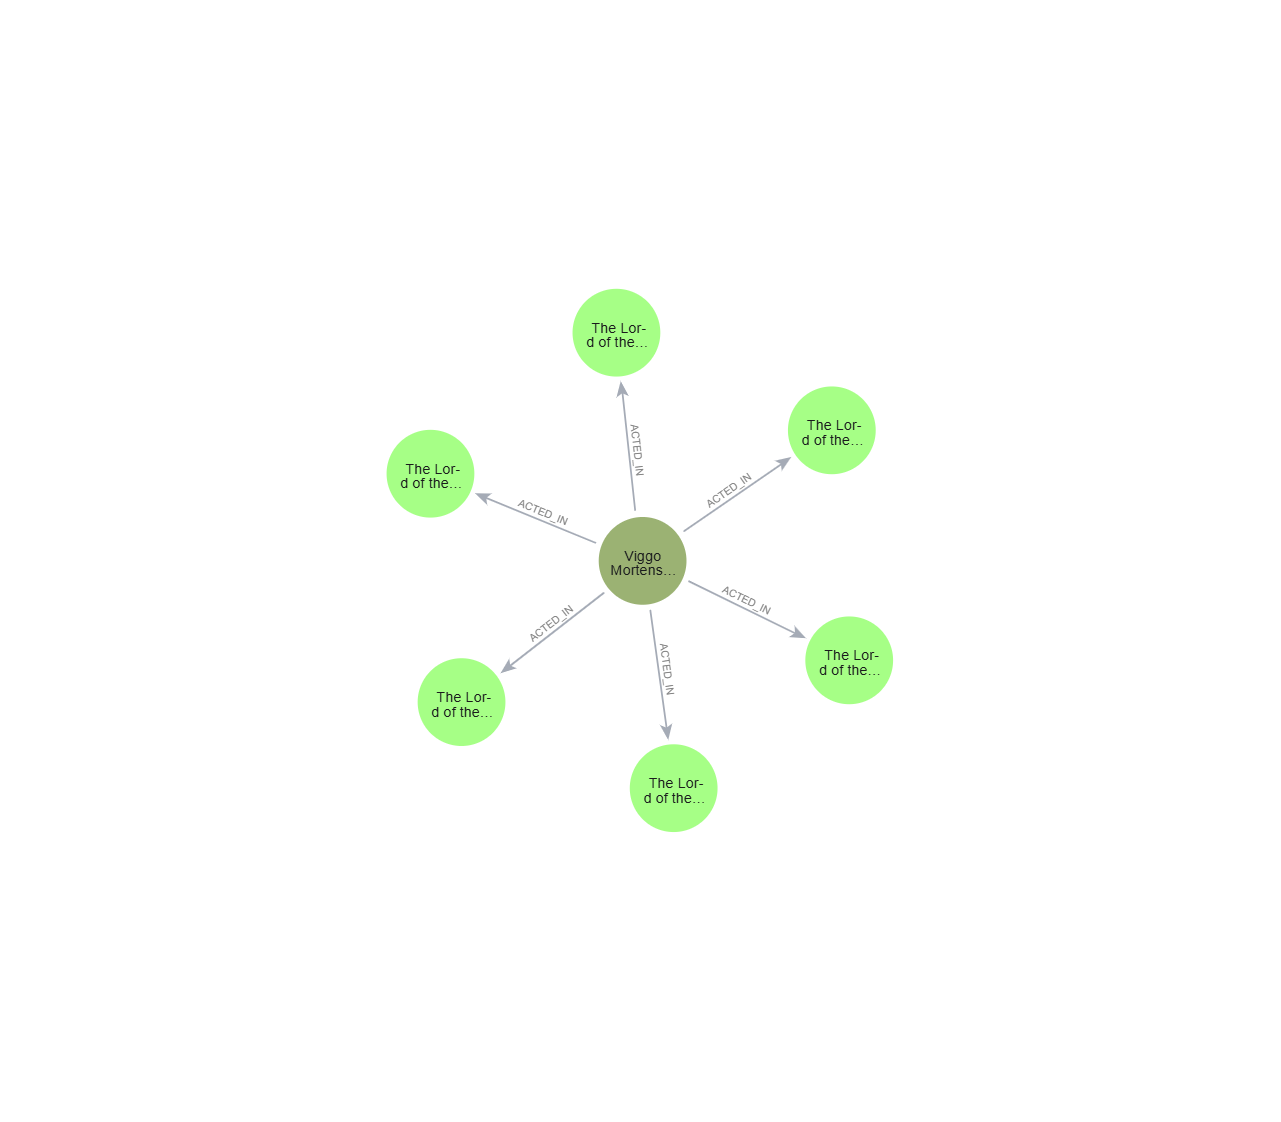 The Lor-
d of the…
The Lor-
d of the…
ACTED_IN
The Lor-
d of the…
ACTED_IN
ACTED_IN
Viggo
Mortens…
ACTED_IN
ACTED_IN
The Lor-
d of the…
ACTED_IN
The Lor-
d of the…
The Lor-
d of the…